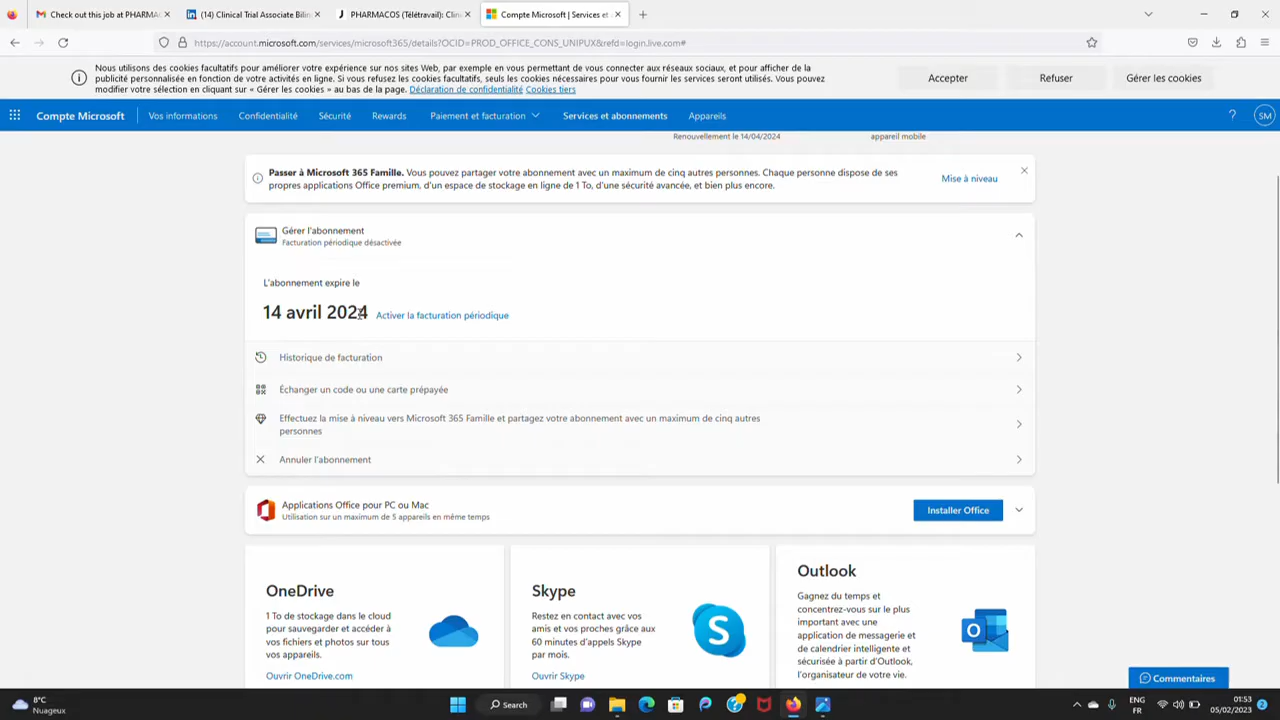 Check out this job at PHARMA
(14) Clinical Trial Associate Bilin
PHARMACOS (Télétravail): Clini
Compte Microsoft | Services et
https://account.microsoft.com/services/microsoft365/details?OCID=PROD_OFFICE_CONS_UNIPUX&refd=login.live.com#
Nous utilisons des cookies facultatifs pour améliorer votre expérience sur nos sites Web, par exemple en vous permettant de vous connecter aux réseaux sociaux, et pour afficher de la
publicité personnalisée en fonction de votre activités en ligne. Si vous refusez les cookies facultatifs, seuls les cookies nécessaires pour vous fournir les services seront utilisés. Vous pouvez
modifier votre sélection en cliquant sur « Gérer les cookies » au bas de la page. Déclaration de confidentialité Cookies tiers
Accepter
Refuser
Gérer les cookies
Compte Microsoft
Vos informations
Confidentialité
Sécurité
Rewards
Paiement et facturation
Services et abonnements
Appareils
?
SM
Renouvellement le 14/04/2024
appareil mobile
Passer à Microsoft 365 Famille. Vous pouvez partager votre abonnement avec un maximum de cinq autres personnes. Chaque personne dispose de ses
propres applications Office premium, d'un espace de stockage en ligne de 1 To, d'une sécurité avancée, et bien plus encore.
Mise à niveau
Gérer l'abonnement
Facturation périodique désactivée
L'abonnement expire le
14 avril 2024 Activer la facturation périodique
Historique de facturation
Échanger un code ou une carte prépayée
Effectuez la mise à niveau vers Microsoft 365 Famille et partagez votre abonnement avec un maximum de cinq autres
personnes
Annuler l'abonnement
Applications Office pour PC ou Mac
Utilisation sur un maximum de 5 appareils en même temps
Installer Office
OneDrive
1 To de stockage dans le cloud
pour sauvegarder et accéder à
vos fichiers et photos sur tous
vos appareils.
Ouvrir OneDrive.com
Skype
Restez en contact avec vos
amis et vos proches grâce aux
60 minutes d'appels Skype
par mois.
Ouvrir Skype
Outlook
Gagnez du temps et
concentrez-vous sur le plus
important avec une
application de messagerie et
de calendrier intelligente et
sécurisée à partir d'Outlook,
l'organisateur de votre vie.
Commentaires
8°C
Nuageux
Search
ENG
FR
01:53
05/02/2023
2